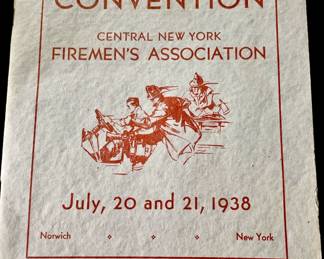 CONVENTION
CENTRAL NEW YORK
FIREMEN'S ASSOCIATION
July, 20 and 21, 1938
Norwich New York